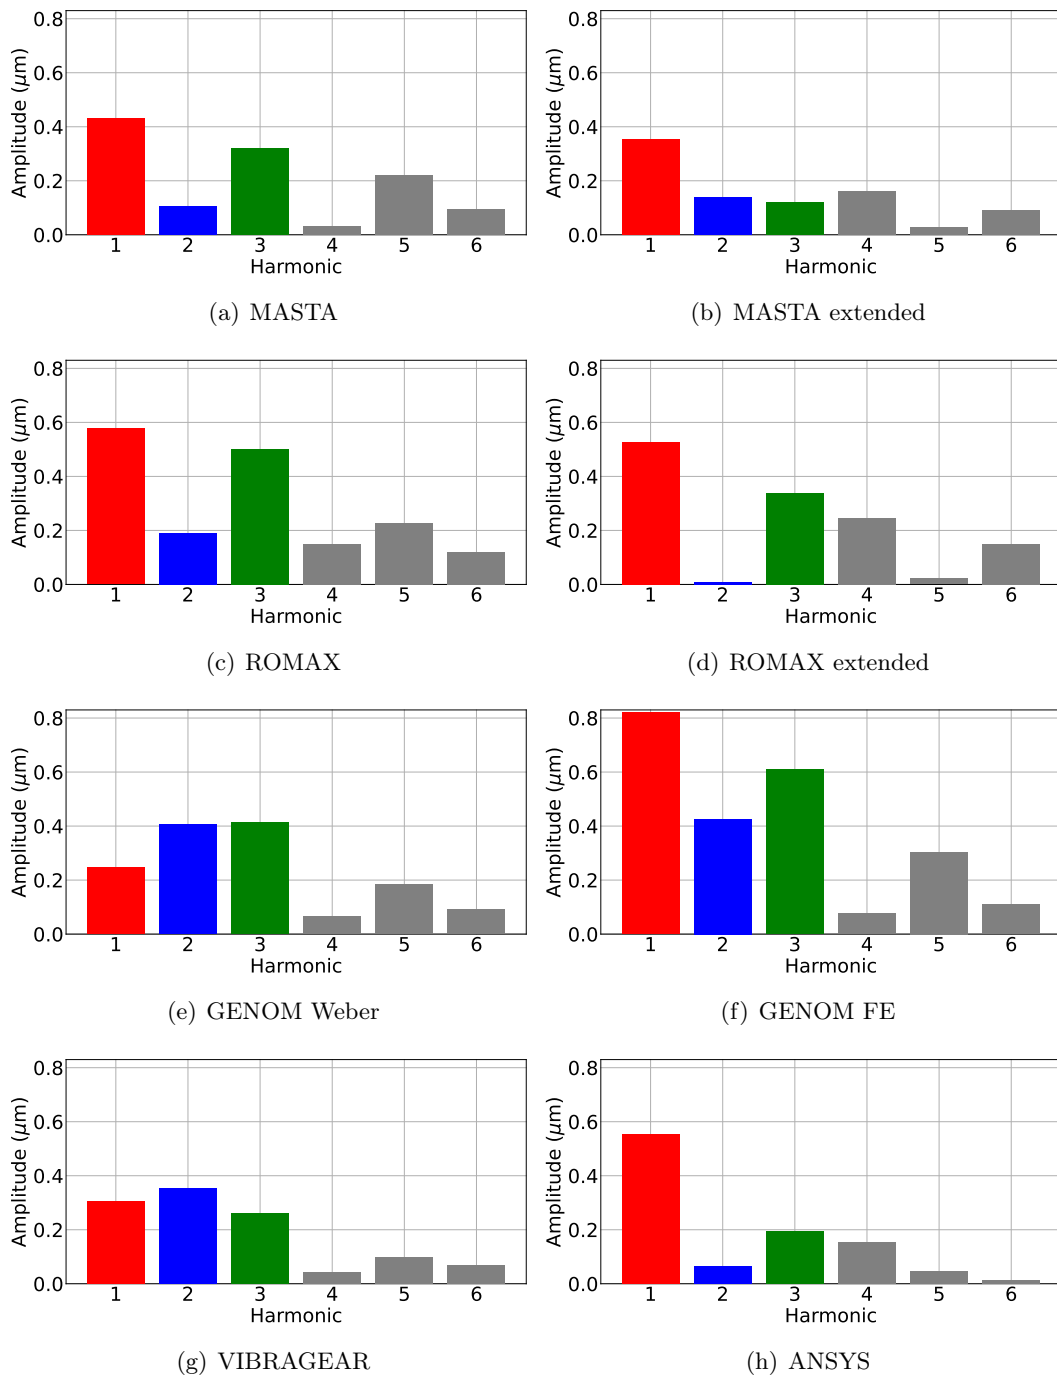 Amplitude (μm)
0.8
0.6
0.4
0.2
0.0
1 2 3 4 5 6
Harmonic
(a) MASTA
Amplitude (μm)
0.8
0.6
0.4
0.2
0.0
1 2 3 4 5 6
Harmonic
(b) MASTA extended
Amplitude (μm)
0.8
0.6
0.4
0.2
0.0
1 2 3 4 5 6
Harmonic
(c) ROMAX
Amplitude (μm)
0.8
0.6
0.4
0.2
0.0
1 2 3 4 5 6
Harmonic
(d) ROMAX extended
Amplitude (μm)
0.8
0.6
0.4
0.2
0.0
1 2 3 4 5 6
Harmonic
(e) GENOM Weber
Amplitude (μm)
0.8
0.6
0.4
0.2
0.0
1 2 3 4 5 6
Harmonic
(f) GENOM FE
Amplitude (μm)
0.8
0.6
0.4
0.2
0.0
1 2 3 4 5 6
Harmonic
(g) VIBRAGEAR
Amplitude (μm)
0.8
0.6
0.4
0.2
0.0
1 2 3 4 5 6
Harmonic
(h) ANSYS